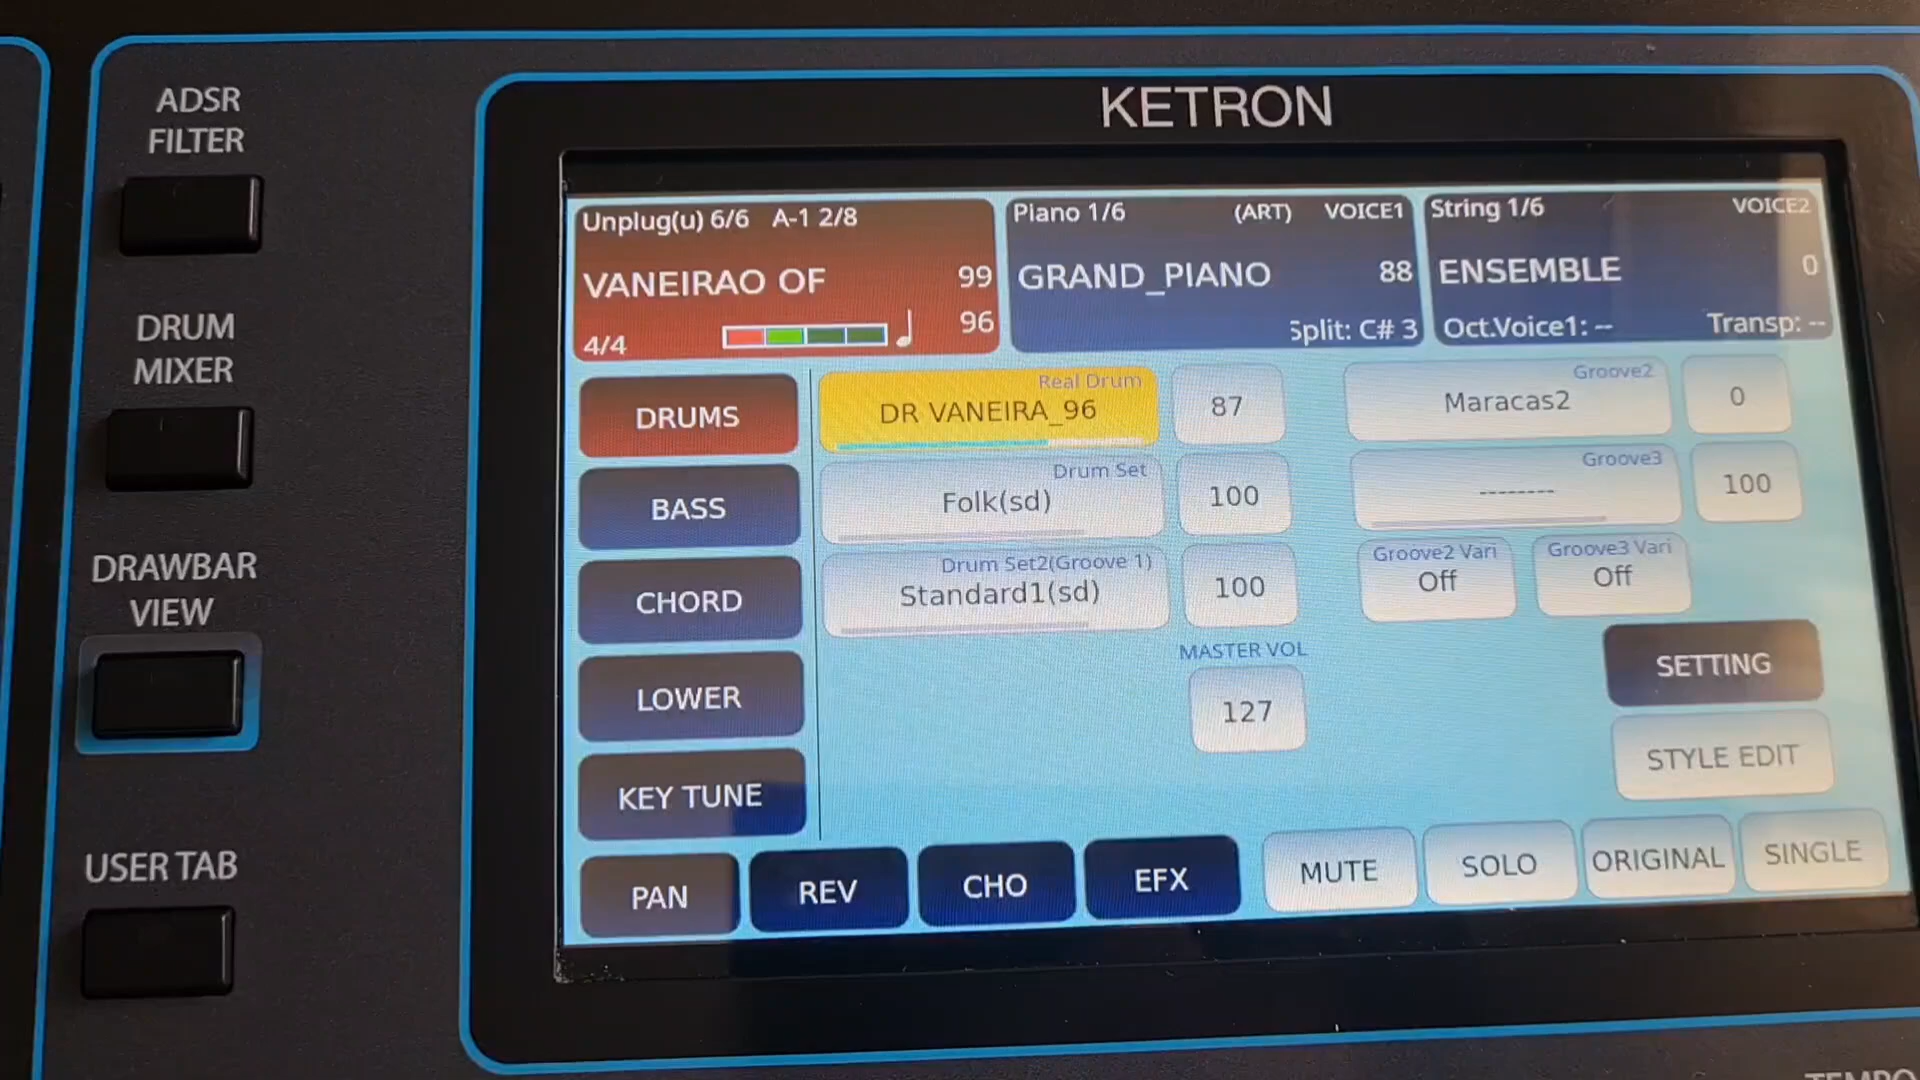 ADSR
FILTER
DRUM
MIXER
DRAWBAR
VIEW
USER TAB
KETRON
Unplug(u) 6/6 A-1 2/8
VANEIRAO OF 99
4/4 96
Piano 1/6 (ART) VOICE1
GRAND_PIANO 88
Split: C# 3
String 1/6 VOICE2
ENSEMBLE 0
Oct.Voice1: -- Transp: --
DRUMS
BASS
CHORD
LOWER
KEY TUNE
Real Drum
DR VANEIRA_96 87
Drum Set
Folk(sd) 100
Drum Set2(Groove 1)
Standard1(sd) 100
MASTER VOL
127
Groove2
Maracas2 0
Groove3
-------- 100
Groove2 Vari
Off
Groove3 Vari
Off
SETTING
STYLE EDIT
PAN REV CHO EFX MUTE SOLO ORIGINAL SINGLE
TEMPO